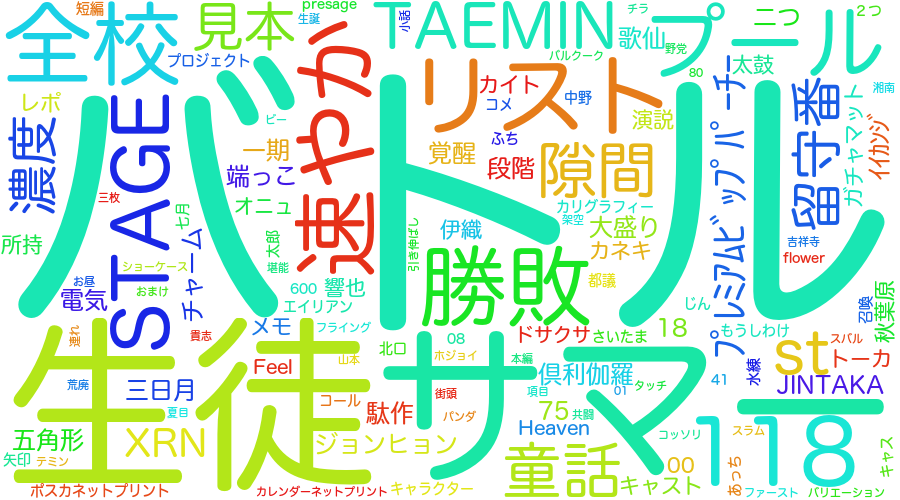 短編
presage
チラ
二つ
2つ
全校
見本
生誕
小話
TAEMIN
歌仙
野党
プール
プロジェクト
バルクーク
80
太鼓
湘南
レポ
ビー
速やか
リスト
カイト
コメ
中野
演説
バトル
STAGE
濃度
一期
覚醒
ふち
段階
隙間
プレミアムビップパーチー
留守番
ガチャマット
イイカンジ
端っこ
三枚
オニュ
七月
カリグラフィー
架空
大盛り
所持
太郎
堪能
引き伸ばし
伊織
カネキ
吉祥寺
flower
ショーケース
お昼
おまけ
電気
チャーム
600
響也
エイリアン
勝敗
都議
じん
召喚
秋葉原
連れ
貴志
メモ
フライング
ドサクサ
さいたま
18
もうしわけ
スバル
生徒
山本
北口
08
ホジョイ
本編
サマー
st
トーカ
水練
荒廃
三日月
Feel
コール
街頭
項目
倶利伽羅
タッチ
01
41
JINTAKA
夏目
駄作
パンダ
75
共闘
Heaven
五角形
XRN
ジョンヒョン
コッソリ
118
スラム
矢印
テミン
童話
00
あっち
キャス
ポスカネットプリント
カレンダーネットプリント
キャラクター
キャスト
ファースト
バリエーション